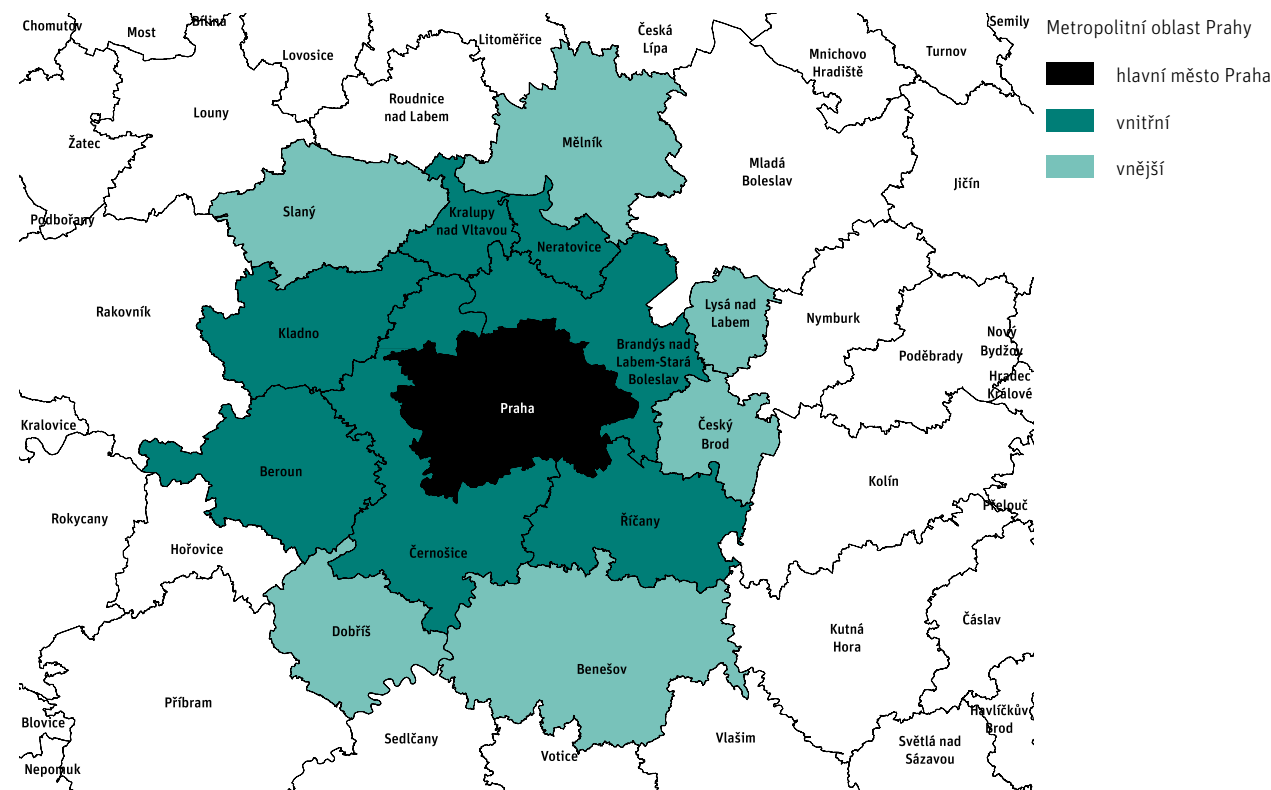 Chomutov
Most
Bílina
Lovosice
Litoměřice
Česká
Lípa
Mnichovo
Hradiště
Turnov
Semily
Metropolitní oblast Prahy
hlavní město Praha
vnitřní
vnější
Žatec
Louny
Roudnice
nad Labem
Mělník
Mladá
Boleslav
Jičín
Podbořany
Slaný
Kralupy
nad Vltavou
Neratovice
Rakovník
Kladno
Lysá nad
Labem
Nymburk
Poděbrady
Nový
Bydžov
Hradec
Králové
Brandýs nad
Labem-Stará
Boleslav
Praha
Kralovice
Český
Brod
Beroun
Kolín
Rokycany
Hořovice
Černošice
Říčany
Přelouč
Dobříš
Benešov
Kutná
Hora
Čáslav
Příbram
Blovice
Nepomuk
Sedlčany
Votice
Vlašim
Světlá nad
Sázavou
Havlíčkův
Brod